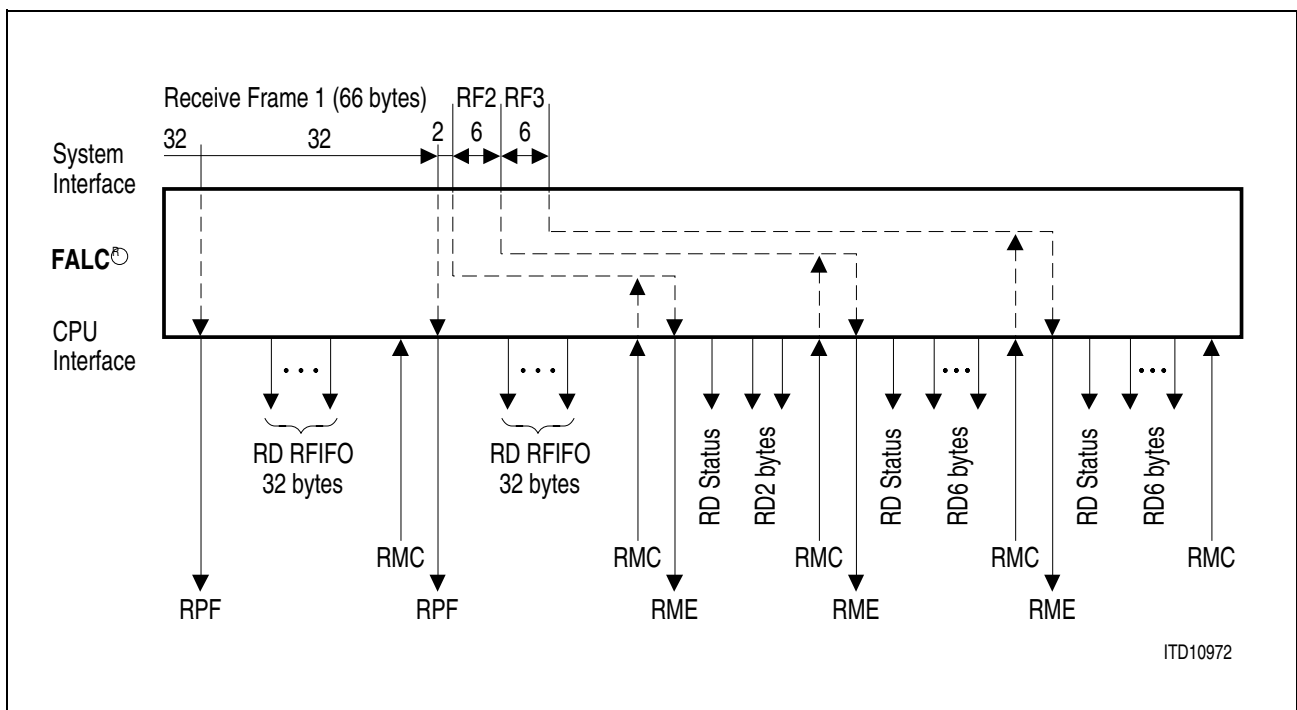 Receive Frame 1 (66 bytes) RF2 RF3
32 32 2 6 6
System
Interface
FALC®
CPU
Interface
RD RFIFO
32 bytes
RD RFIFO
32 bytes
RD Status
RD2 bytes
RD Status
RD6 bytes
RD Status
RD6 bytes
RMC RMC RMC RMC RMC
RPF RPF RME RME RME
ITD10972